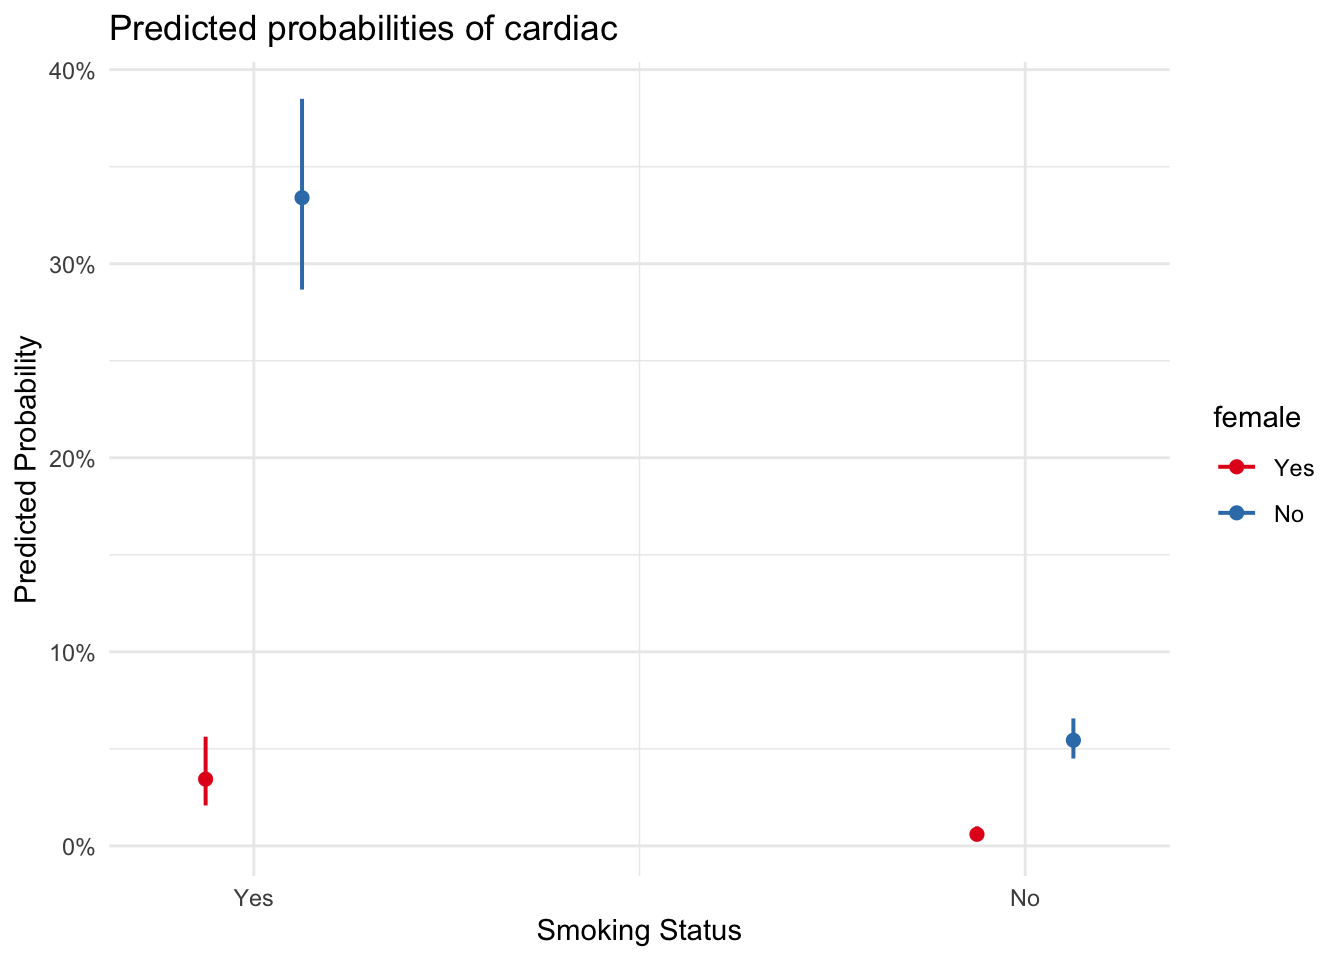 Predicted probabilities of cardiac
40%
30%
20%
10%
0%
Predicted Probability
Yes
No
Smoking Status
female
Yes
No